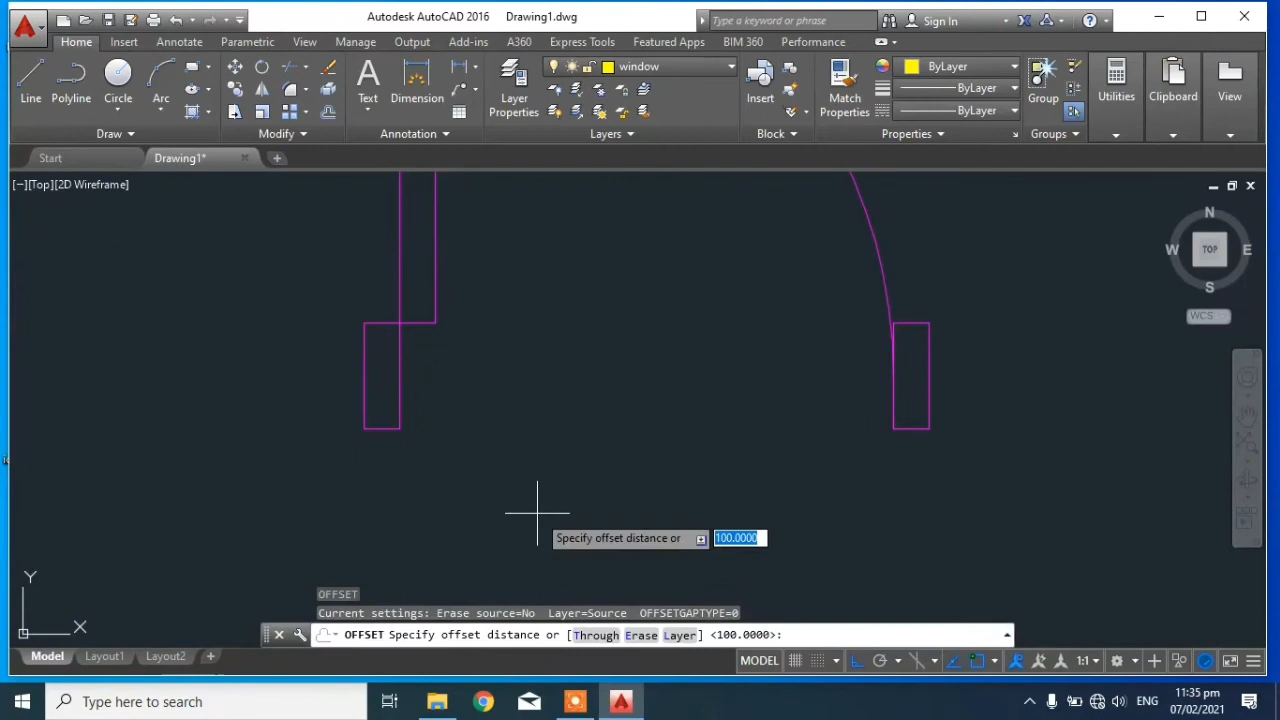 Autodesk AutoCAD 2016 Drawing1.dwg
Type a keyword or phrase
Sign In
Home Insert Annotate Parametric View Manage Output Add-ins A360 Express Tools Featured Apps BIM 360 Performance
window
ByLayer
ByLayer
ByLayer
Line Polyline Circle Arc
Text Dimension
Layer Properties
Insert
Match Properties
Group
Utilities
Clipboard
View
Draw
Modify
Annotation
Layers
Block
Properties
Groups
Start
Drawing1*
[−][Top][2D Wireframe]
N
W TOP E
S
WCS
Specify offset distance or 100.0000
Y
X
OFFSET
Current settings: Erase source=No Layer=Source OFFSETGAPTYPE=0
OFFSET Specify offset distance or [Through Erase Layer] <100.0000>:
Model Layout1 Layout2
MODEL
1:1
Type here to search
ENG
11:35 pm
07/02/2021